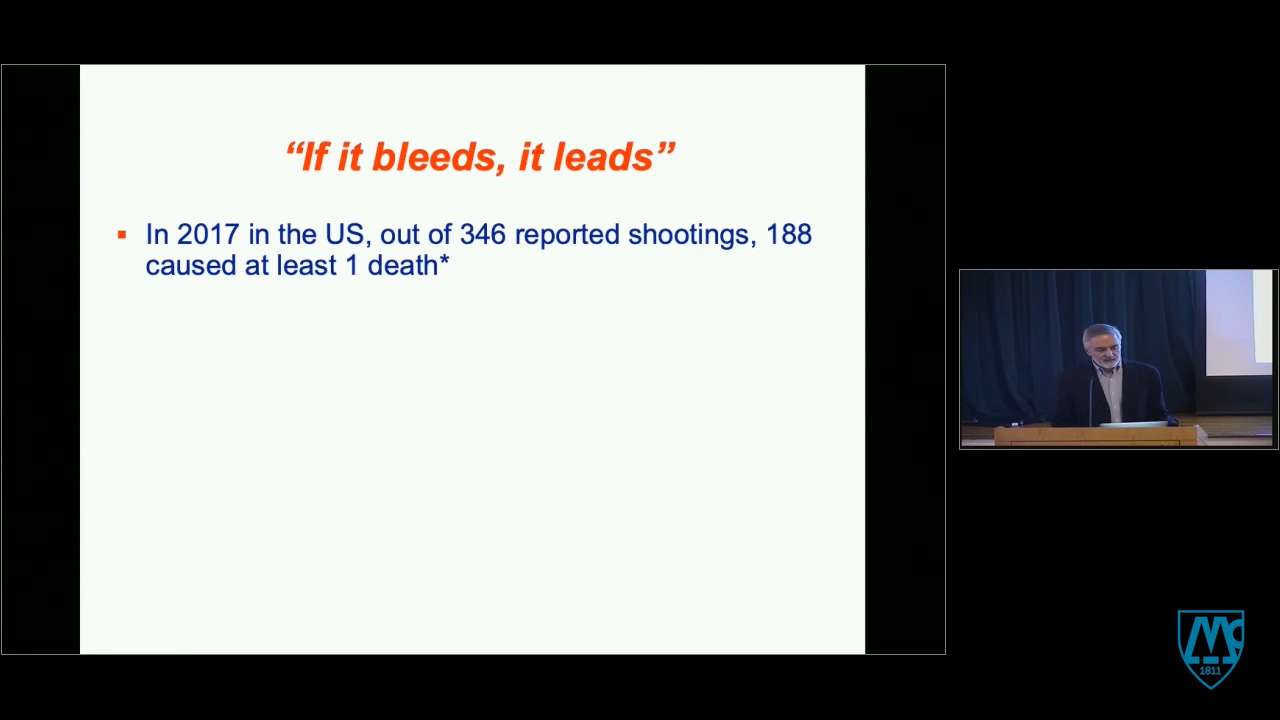 “If it bleeds, it leads”
▪ In 2017 in the US, out of 346 reported shootings, 188
caused at least 1 death*
Mc
1811